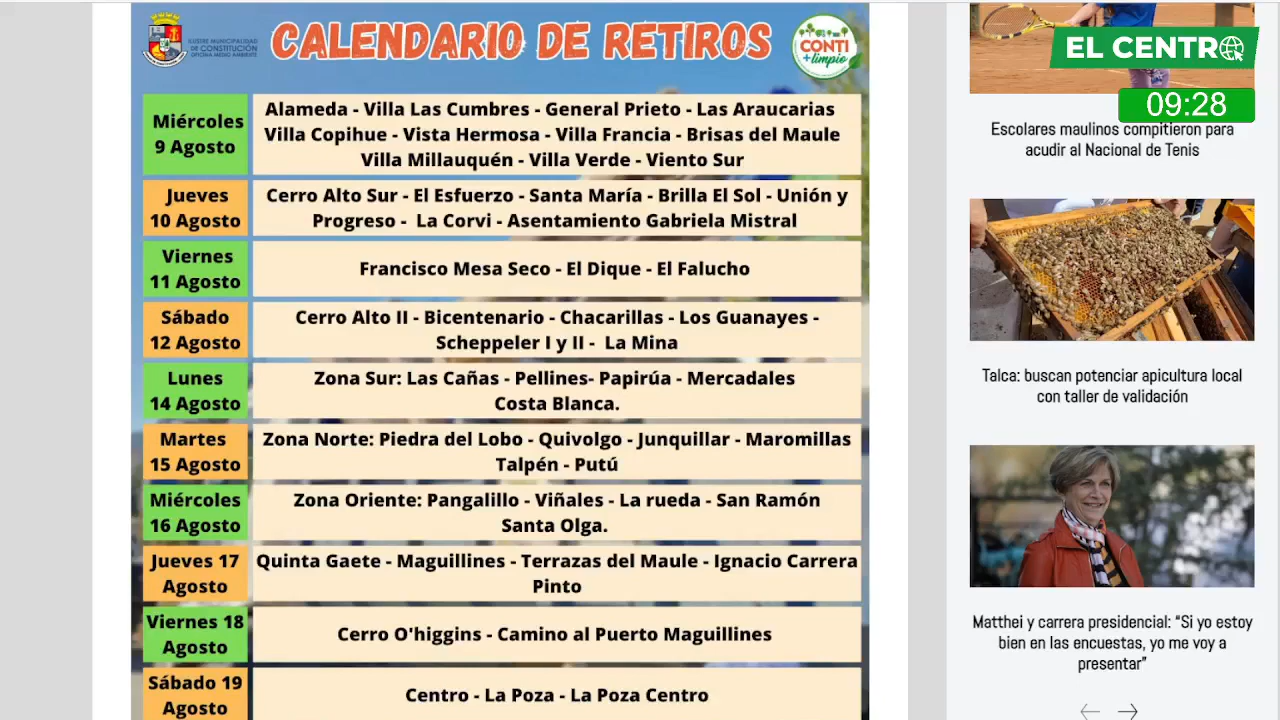 ILUSTRE MUNICIPALIDAD
DE CONSTITUCIÓN
OFICINA MEDIO AMBIENTE
CALENDARIO DE RETIROS
CONTI
+limpio
Miércoles
9 Agosto
Alameda - Villa Las Cumbres - General Prieto - Las Araucarias
Villa Copihue - Vista Hermosa - Villa Francia - Brisas del Maule
Villa Millauquén - Villa Verde - Viento Sur
Jueves
10 Agosto
Cerro Alto Sur - El Esfuerzo - Santa María - Brilla El Sol - Unión y
Progreso - La Corvi - Asentamiento Gabriela Mistral
Viernes
11 Agosto
Francisco Mesa Seco - El Dique - El Falucho
Sábado
12 Agosto
Cerro Alto II - Bicentenario - Chacarillas - Los Guanayes -
Scheppeler I y II - La Mina
Lunes
14 Agosto
Zona Sur: Las Cañas - Pellines- Papirúa - Mercadales
Costa Blanca.
Martes
15 Agosto
Zona Norte: Piedra del Lobo - Quivolgo - Junquillar - Maromillas
Talpén - Putú
Miércoles
16 Agosto
Zona Oriente: Pangalillo - Viñales - La rueda - San Ramón
Santa Olga.
Jueves 17
Agosto
Quinta Gaete - Maguillines - Terrazas del Maule - Ignacio Carrera
Pinto
Viernes 18
Agosto
Cerro O'higgins - Camino al Puerto Maguillines
Sábado 19
Agosto
Centro - La Poza - La Poza Centro
EL CENTRO
09:28
Escolares maulinos compitieron para
acudir al Nacional de Tenis
Talca: buscan potenciar apicultura local
con taller de validación
Matthei y carrera presidencial: “Si yo estoy
bien en las encuestas, yo me voy a
presentar”